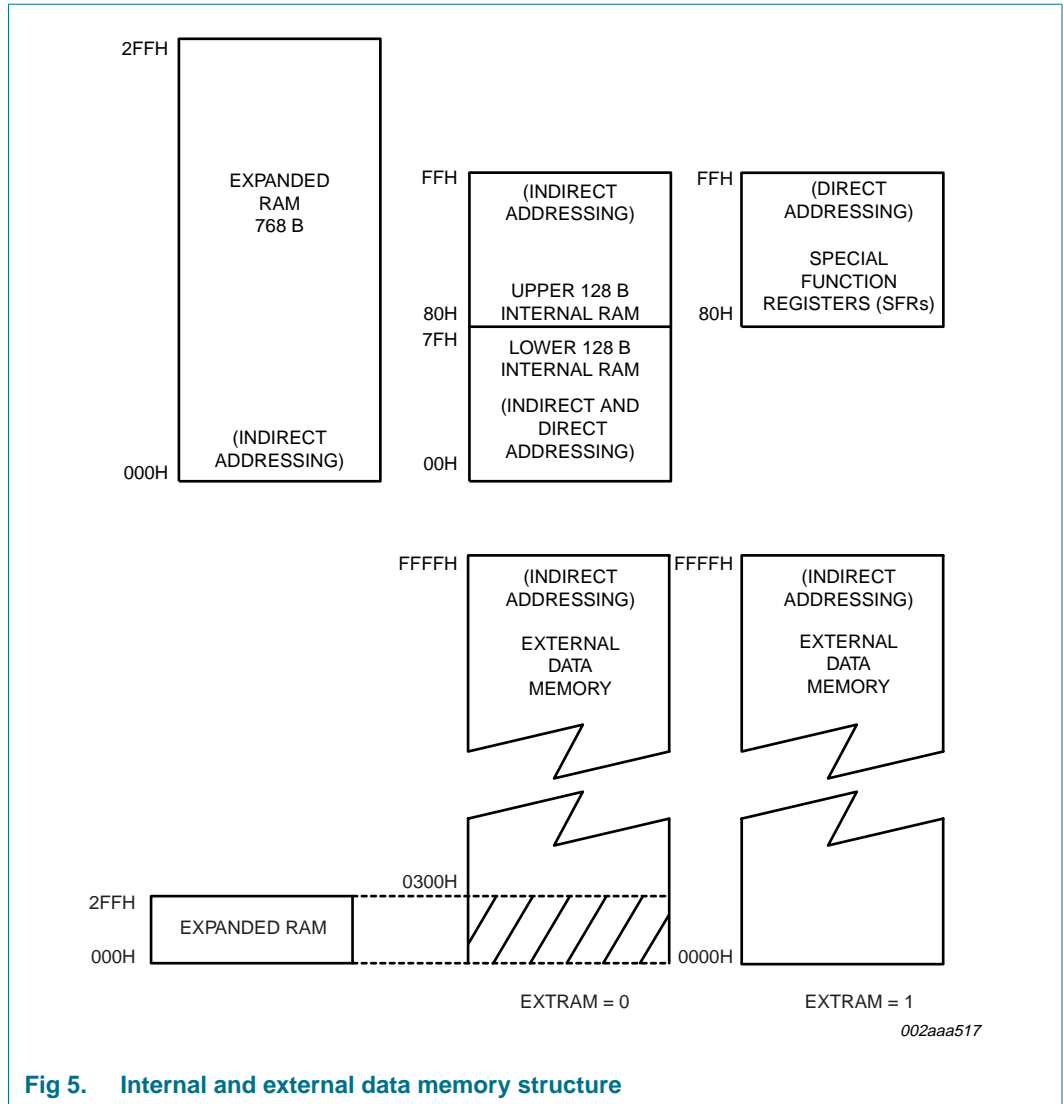 2FFH
EXPANDED
RAM
768 B
(INDIRECT
ADDRESSING)
000H
FFH
(INDIRECT
ADDRESSING)
UPPER 128 B
INTERNAL RAM
80H
7FH
LOWER 128 B
INTERNAL RAM
(INDIRECT AND
DIRECT
ADDRESSING)
00H
FFH
(DIRECT
ADDRESSING)
SPECIAL
FUNCTION
REGISTERS (SFRs)
80H
FFFFH
(INDIRECT
ADDRESSING)
EXTERNAL
DATA
MEMORY
FFFFH
(INDIRECT
ADDRESSING)
EXTERNAL
DATA
MEMORY
2FFH
EXPANDED RAM
000H
0300H
0000H
EXTRAM = 0
EXTRAM = 1
002aaa517
Fig 5. Internal and external data memory structure